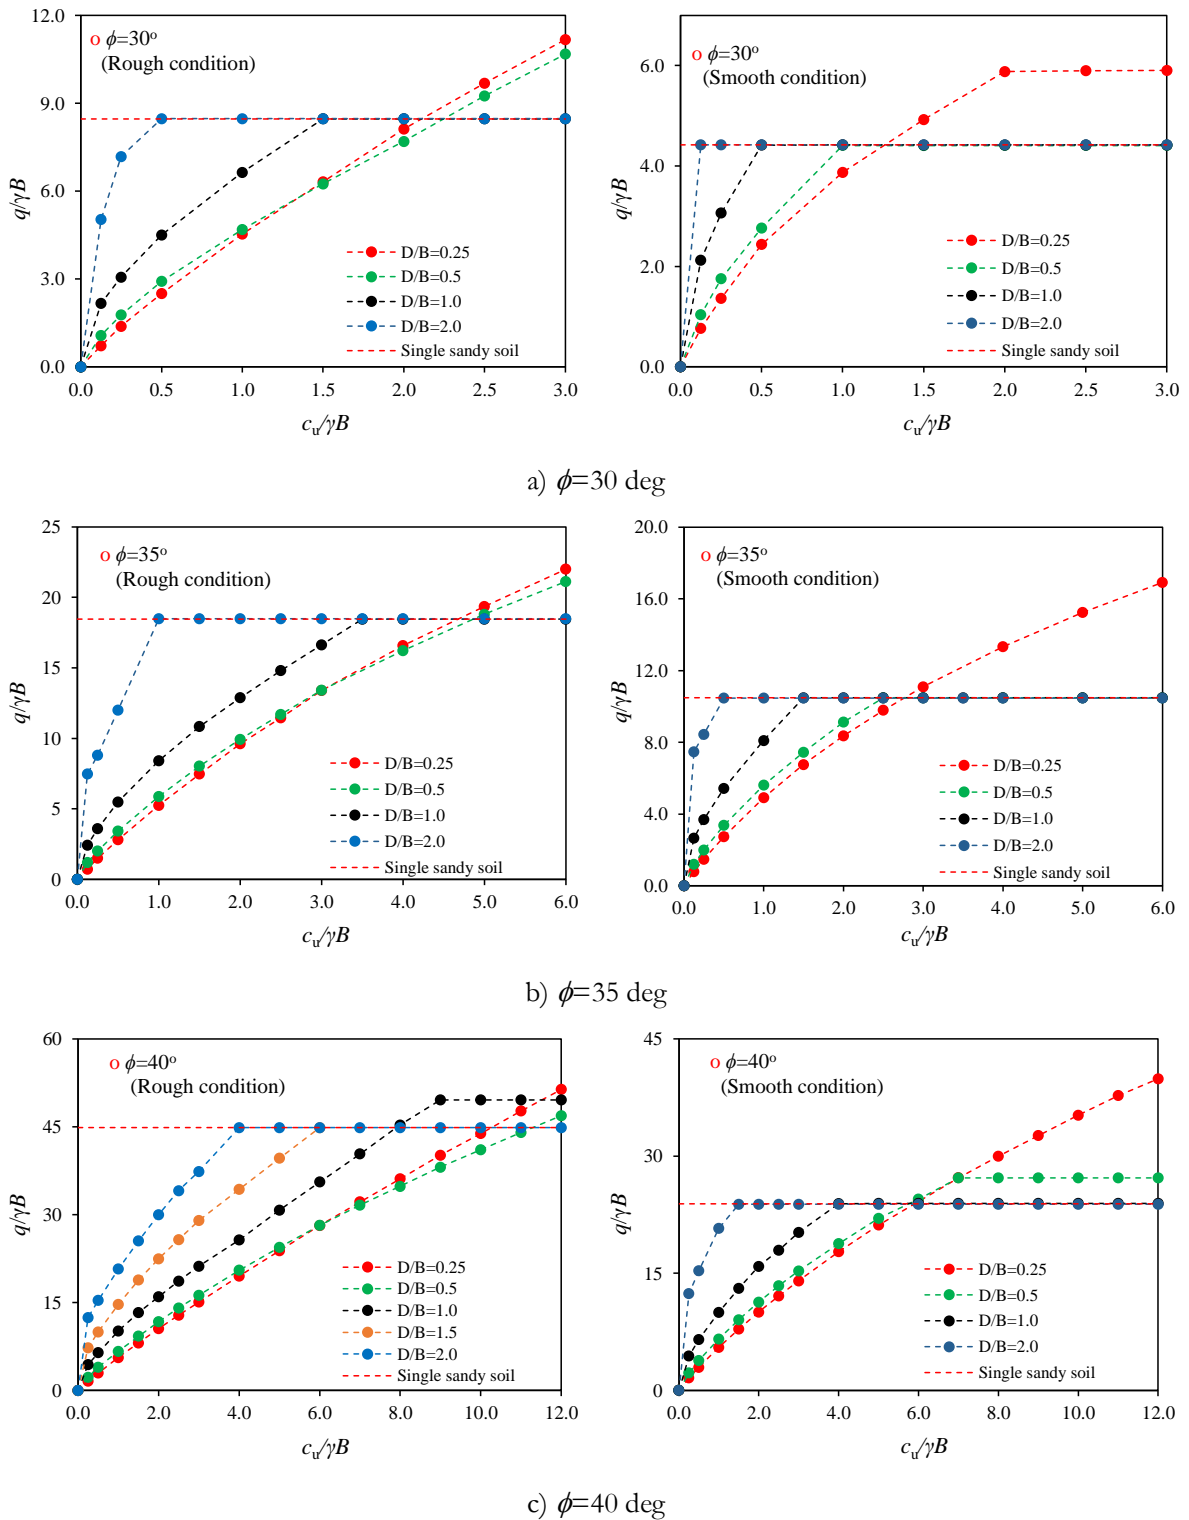 12.0
9.0
6.0
3.0
0.0
q/γB
o ϕ=30º
(Rough condition)
D/B=0.25
D/B=0.5
D/B=1.0
D/B=2.0
Single sandy soil
0.0 0.5 1.0 1.5 2.0 2.5 3.0
cu/γB
6.0
4.0
2.0
0.0
q/γB
o ϕ=30º
(Smooth condition)
D/B=0.25
D/B=0.5
D/B=1.0
D/B=2.0
Single sandy soil
0.0 0.5 1.0 1.5 2.0 2.5 3.0
cu/γB
a) ϕ=30 deg
25
20
15
10
5
0
q/γB
o ϕ=35º
(Rough condition)
D/B=0.25
D/B=0.5
D/B=1.0
D/B=2.0
Single sandy soil
0.0 1.0 2.0 3.0 4.0 5.0 6.0
cu/γB
20.0
16.0
12.0
8.0
4.0
0.0
q/γB
o ϕ=35º
(Smooth condition)
D/B=0.25
D/B=0.5
D/B=1.0
D/B=2.0
Single sandy soil
0.0 1.0 2.0 3.0 4.0 5.0 6.0
cu/γB
b) ϕ=35 deg
60
45
30
15
0
q/γB
o ϕ=40º
(Rough condition)
D/B=0.25
D/B=0.5
D/B=1.0
D/B=1.5
D/B=2.0
Single sandy soil
0.0 2.0 4.0 6.0 8.0 10.0 12.0
cu/γB
45
30
15
0
q/γB
o ϕ=40º
(Smooth condition)
D/B=0.25
D/B=0.5
D/B=1.0
D/B=2.0
Single sandy soil
0.0 2.0 4.0 6.0 8.0 10.0 12.0
cu/γB
c) ϕ=40 deg